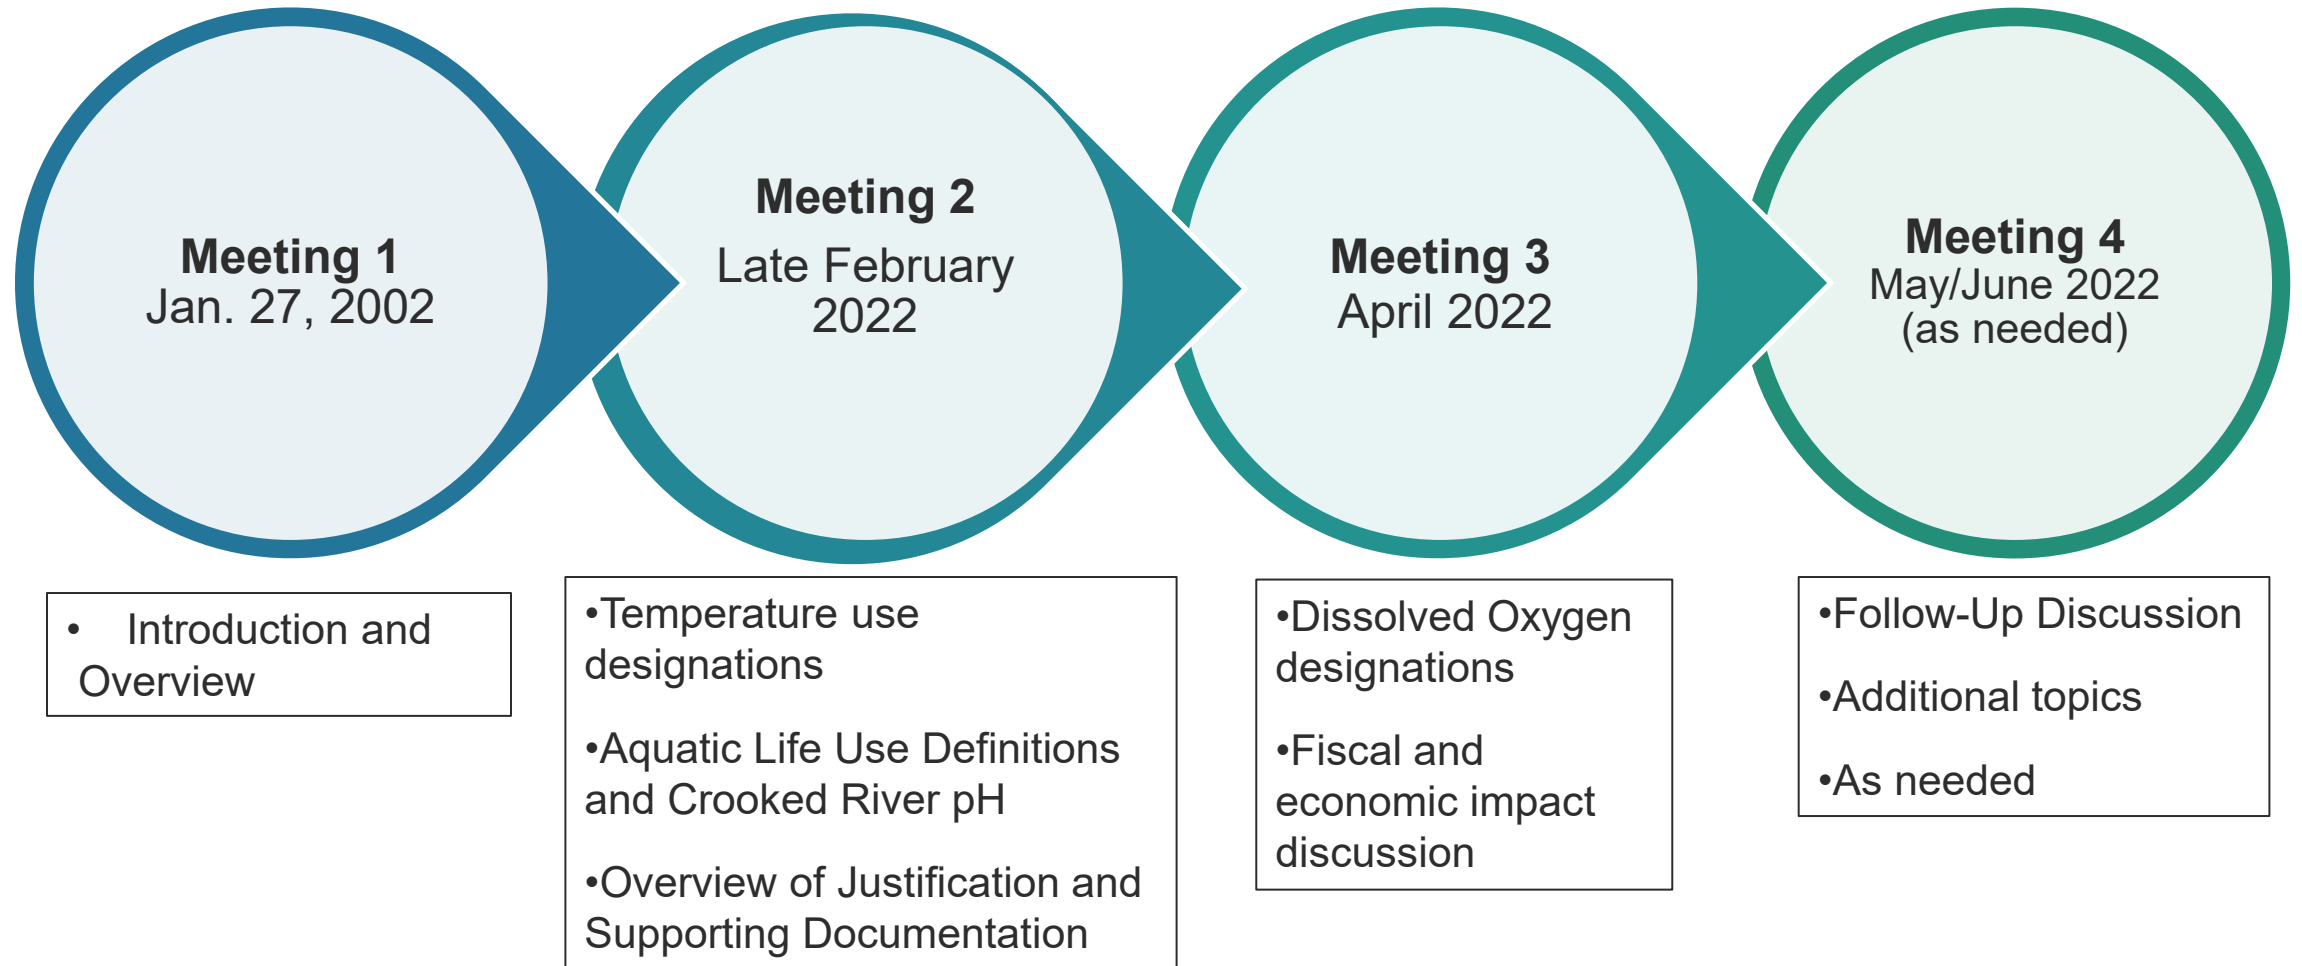 Meeting 1
Jan. 27, 2002
Meeting 2
Late February
2022
Meeting 3
April 2022
Meeting 4
May/June 2022
(as needed)
• Introduction and
Overview
•Temperature use
designations
•Aquatic Life Use Definitions
and Crooked River pH
•Overview of Justification and
Supporting Documentation
•Dissolved Oxygen
designations
•Fiscal and
economic impact
discussion
•Follow-Up Discussion
•Additional topics
•As needed